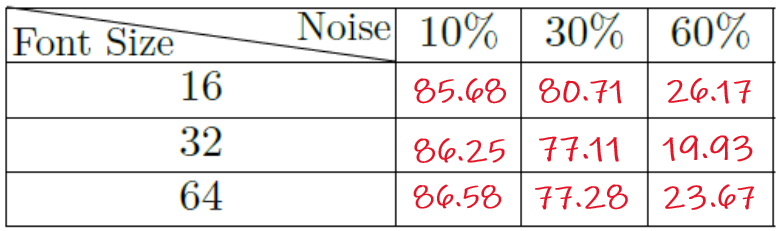 Noise 10% 30% 60%
Font Size
16 85.68 80.71 26.17
32 86.25 77.11 19.93
64 86.58 77.28 23.67